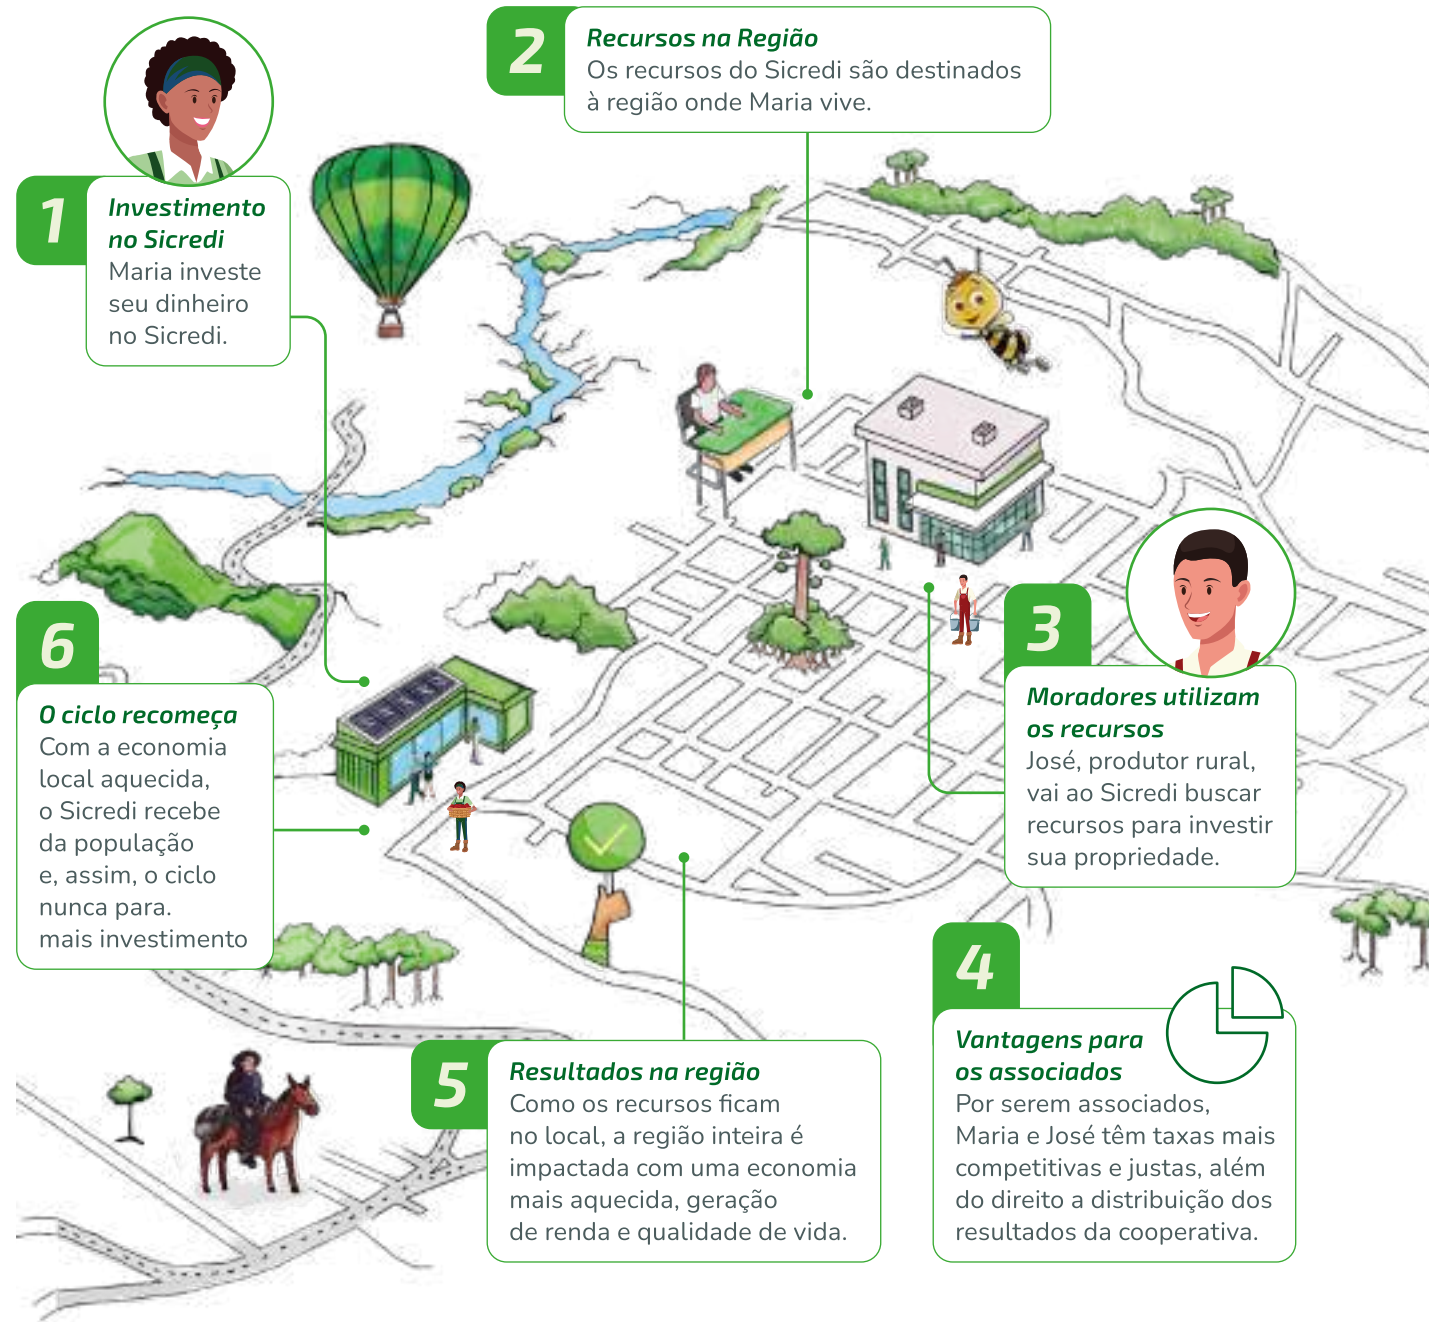 1
Investimento
no Sicredi
Maria investe
seu dinheiro
no Sicredi.
2
Recursos na Região
Os recursos do Sicredi são destinados
à região onde Maria vive.
3
Moradores utilizam
os recursos
José, produtor rural,
vai ao Sicredi buscar
recursos para investir
sua propriedade.
4
Vantagens para
os associados
Por serem associados,
Maria e José têm taxas mais
competitivas e justas, além
do direito a distribuição dos
resultados da cooperativa.
5
Resultados na região
Como os recursos ficam
no local, a região inteira é
impactada com uma economia
mais aquecida, geração
de renda e qualidade de vida.
6
O ciclo recomeça
Com a economia
local aquecida,
o Sicredi recebe
da população
e, assim, o ciclo
nunca para.
mais investimento